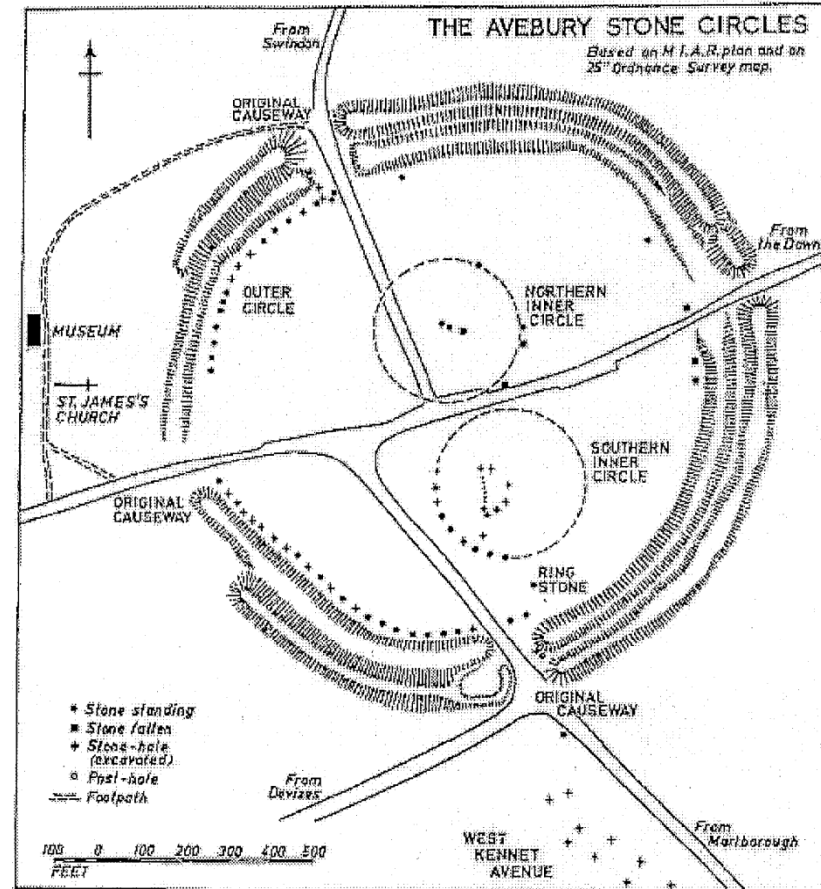 THE AVEBURY STONE CIRCLES
Based on M.I.A.R. plan and on
25" Ordnance Survey map.
From
Swindon
ORIGINAL
CAUSEWAY
From
the Down
OUTER
CIRCLE
NORTHERN
INNER
CIRCLE
MUSEUM
ST. JAMES'S
CHURCH
SOUTHERN
INNER
CIRCLE
ORIGINAL
CAUSEWAY
RING
STONE
ORIGINAL
CAUSEWAY
Stone standing
Stone fallen
Stone-hole
(excavated)
Post-hole
Footpath
From
Devizes
From
Marlborough
WEST
KENNET
AVENUE
100 0 100 200 300 400 500
FEET